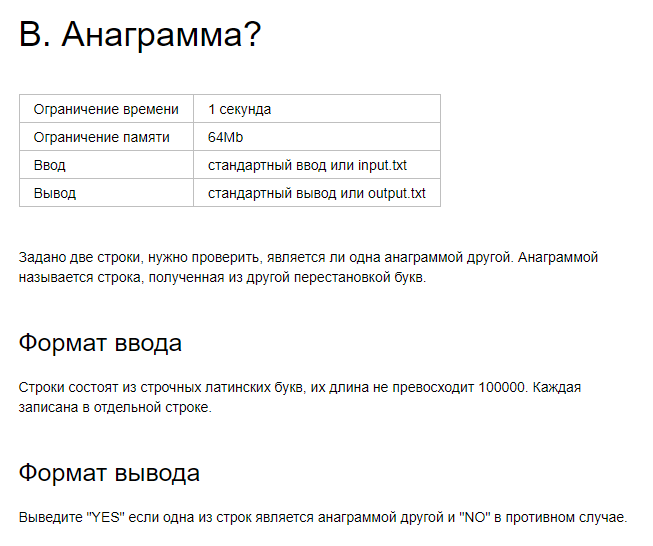 B. Анаграмма?
Ограничение времени 1 секунда
Ограничение памяти 64Mb
Ввод стандартный ввод или input.txt
Вывод стандартный вывод или output.txt
Задано две строки, нужно проверить, является ли одна анаграммой другой. Анаграммой
называется строка, полученная из другой перестановкой букв.
Формат ввода
Строки состоят из строчных латинских букв, их длина не превосходит 100000. Каждая
записана в отдельной строке.
Формат вывода
Выведите "YES" если одна из строк является анаграммой другой и "NO" в противном случае.